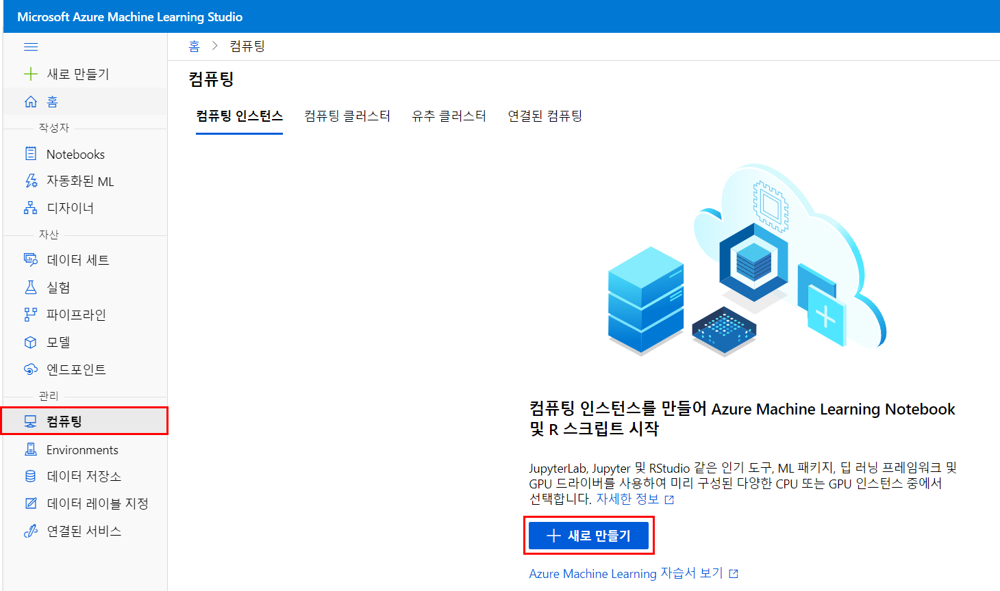 Microsoft Azure Machine Learning Studio
새로 만들기
홈
작성자
Notebooks
자동화된 ML
디자이너
자산
데이터 세트
실험
파이프라인
모델
엔드포인트
관리
컴퓨팅
Environments
데이터 저장소
데이터 레이블 지정
연결된 서비스
홈 > 컴퓨팅
컴퓨팅
컴퓨팅 인스턴스 컴퓨팅 클러스터 유추 클러스터 연결된 컴퓨팅
컴퓨팅 인스턴스를 만들어 Azure Machine Learning Notebook
및 R 스크립트 시작
JupyterLab, Jupyter 및 RStudio 같은 인기 도구, ML 패키지, 딥 러닝 프레임워크 및
GPU 드라이버를 사용하여 미리 구성된 다양한 CPU 또는 GPU 인스턴스 중에서
선택합니다. 자세한 정보
새로 만들기
Azure Machine Learning 자습서 보기